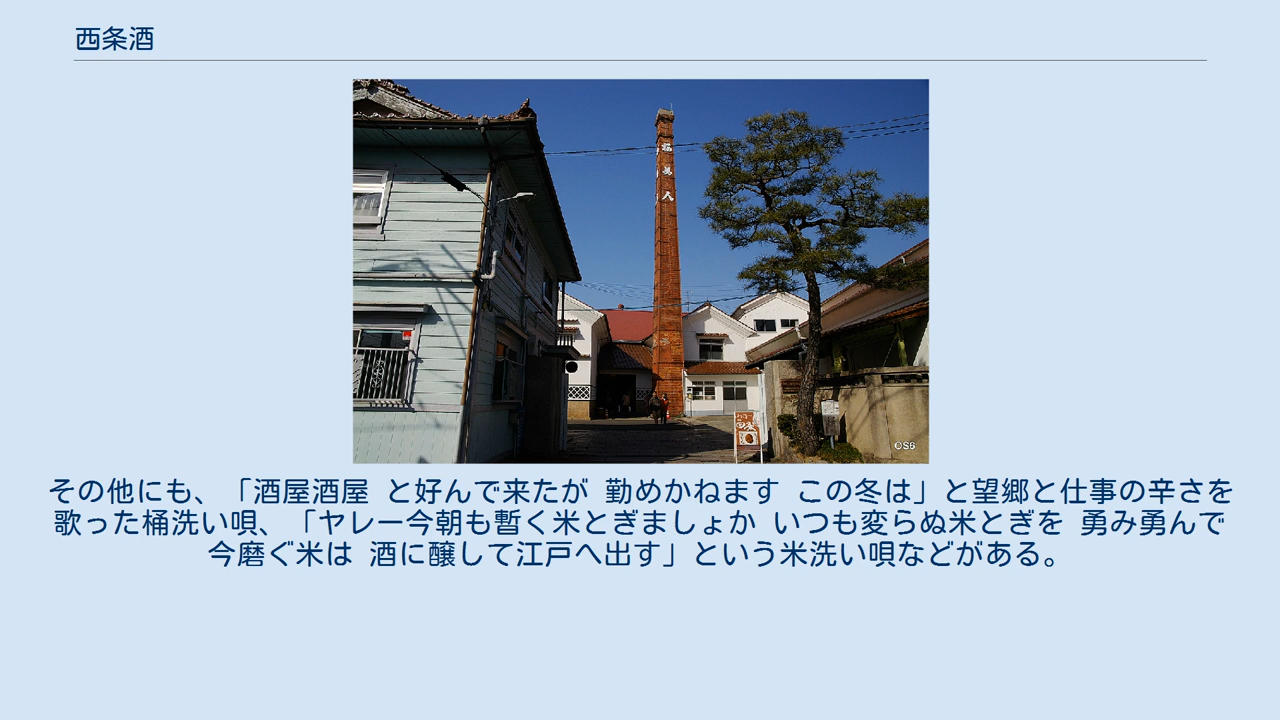 西条酒
福美人
©S6
その他にも、「酒屋酒屋 と好んで来たが 勤めかねます この冬は」と望郷と仕事の辛さを
歌った桶洗い唄、「ヤレー今朝も暫く米とぎましょか いつも変らぬ米とぎを 勇み勇んで
今磨ぐ米は 酒に醸して江戸へ出す」という米洗い唄などがある。